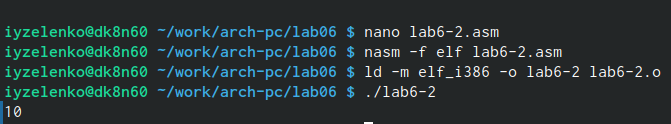 iyzelenko@dk8n60 ~/work/arch-pc/lab06 $ nano lab6-2.asm
iyzelenko@dk8n60 ~/work/arch-pc/lab06 $ nasm -f elf lab6-2.asm
iyzelenko@dk8n60 ~/work/arch-pc/lab06 $ ld -m elf_i386 -o lab6-2 lab6-2.o
iyzelenko@dk8n60 ~/work/arch-pc/lab06 $ ./lab6-2
10